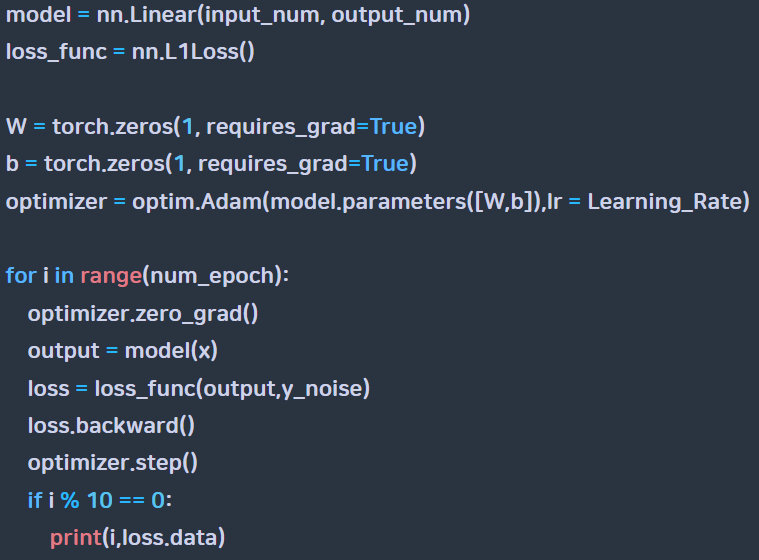 model = nn.Linear(input_num, output_num)
loss_func = nn.L1Loss()
W = torch.zeros(1, requires_grad=True)
b = torch.zeros(1, requires_grad=True)
optimizer = optim.Adam(model.parameters([W,b]),lr = Learning_Rate)
for i in range(num_epoch):
    optimizer.zero_grad()
    output = model(x)
    loss = loss_func(output,y_noise)
    loss.backward()
    optimizer.step()
    if i % 10 == 0:
        print(i,loss.data)